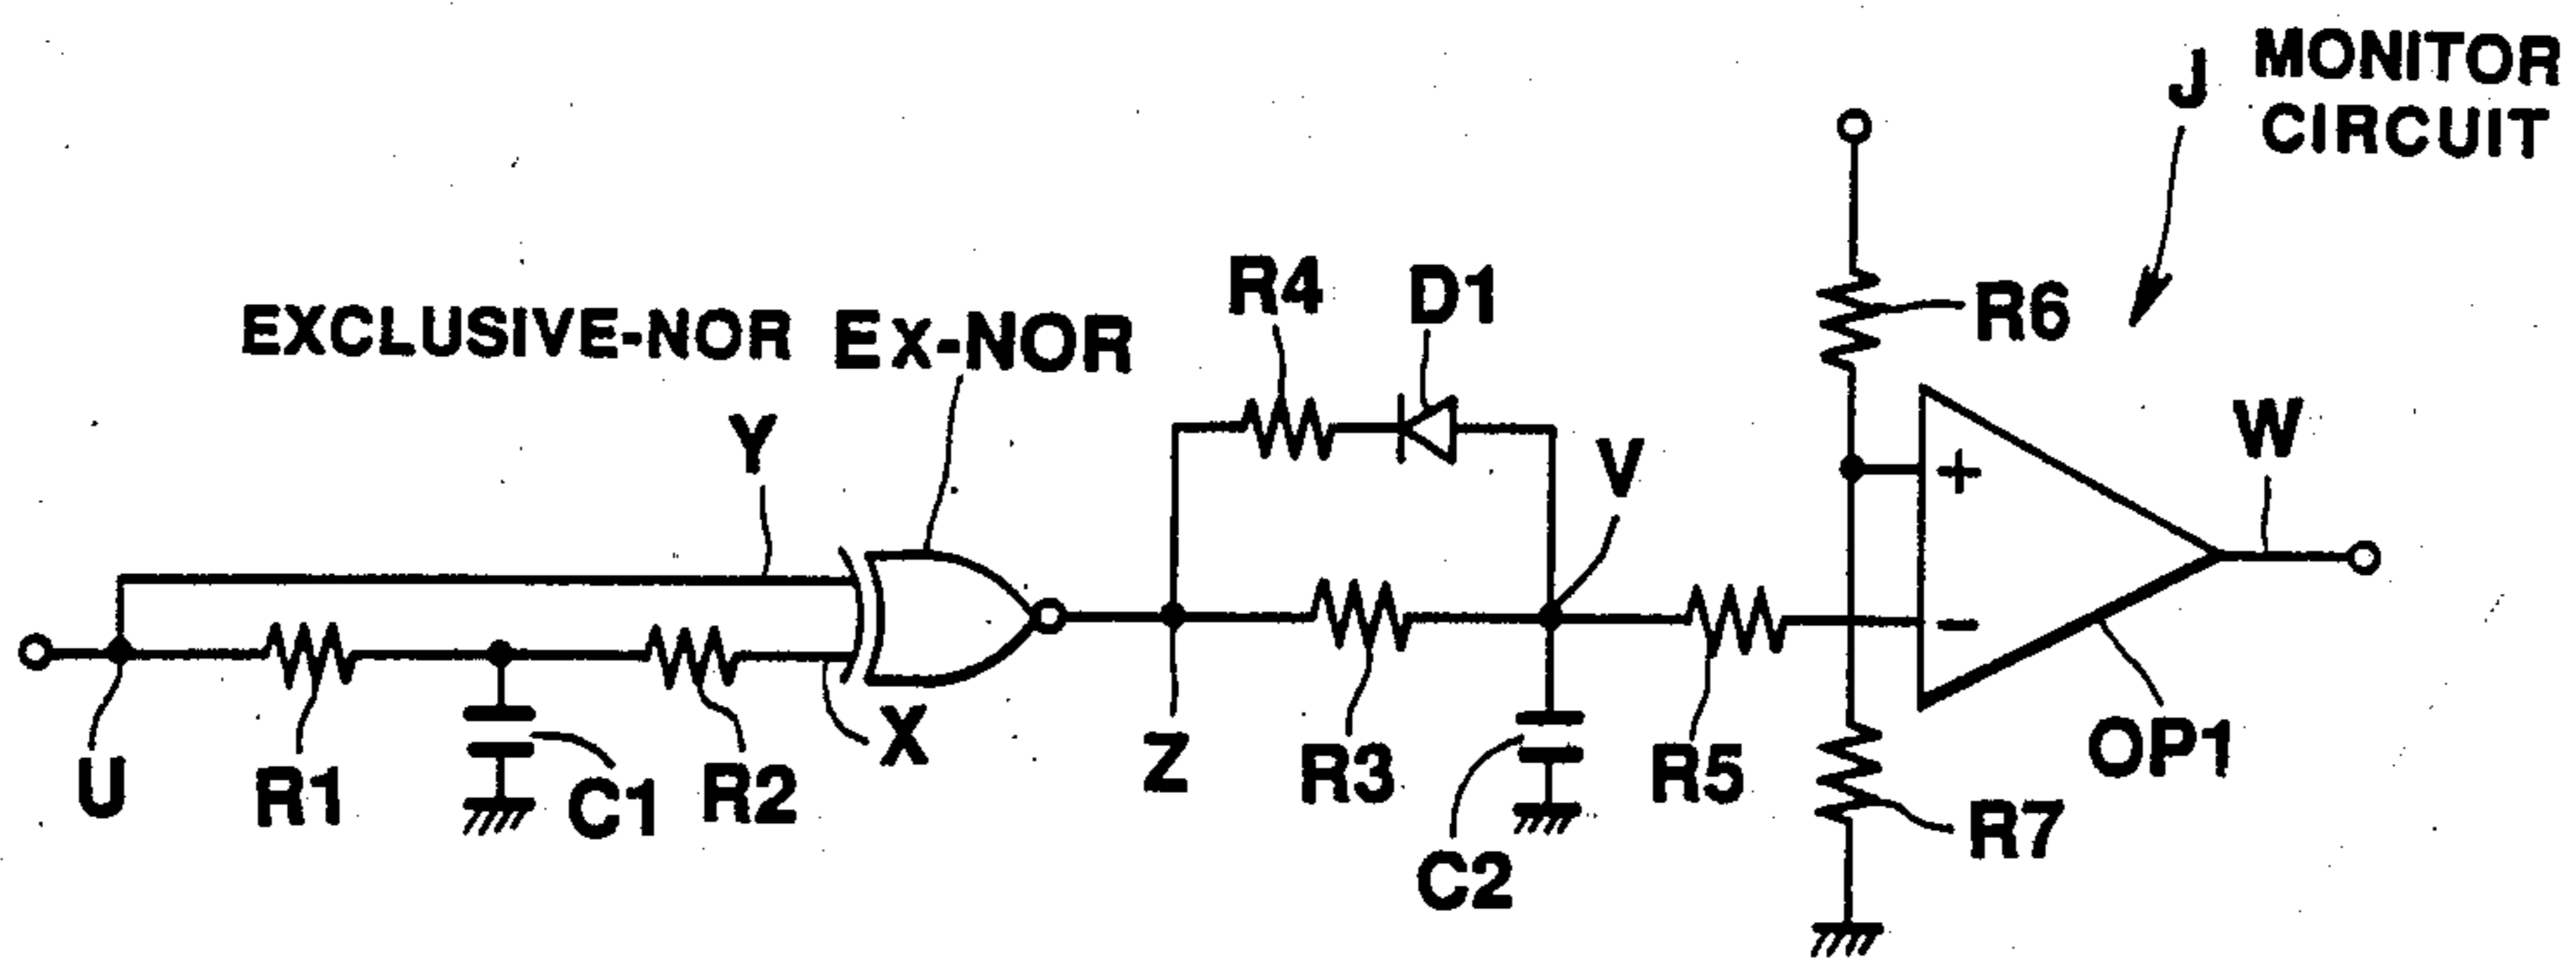 J MONITOR
CIRCUIT
R4
D1
R6
EXCLUSIVE-NOR Ex-NOR
Y
V
+
W
-
U
R1
C1
R2
X
Z
R3
C2
R5
OP1
R7